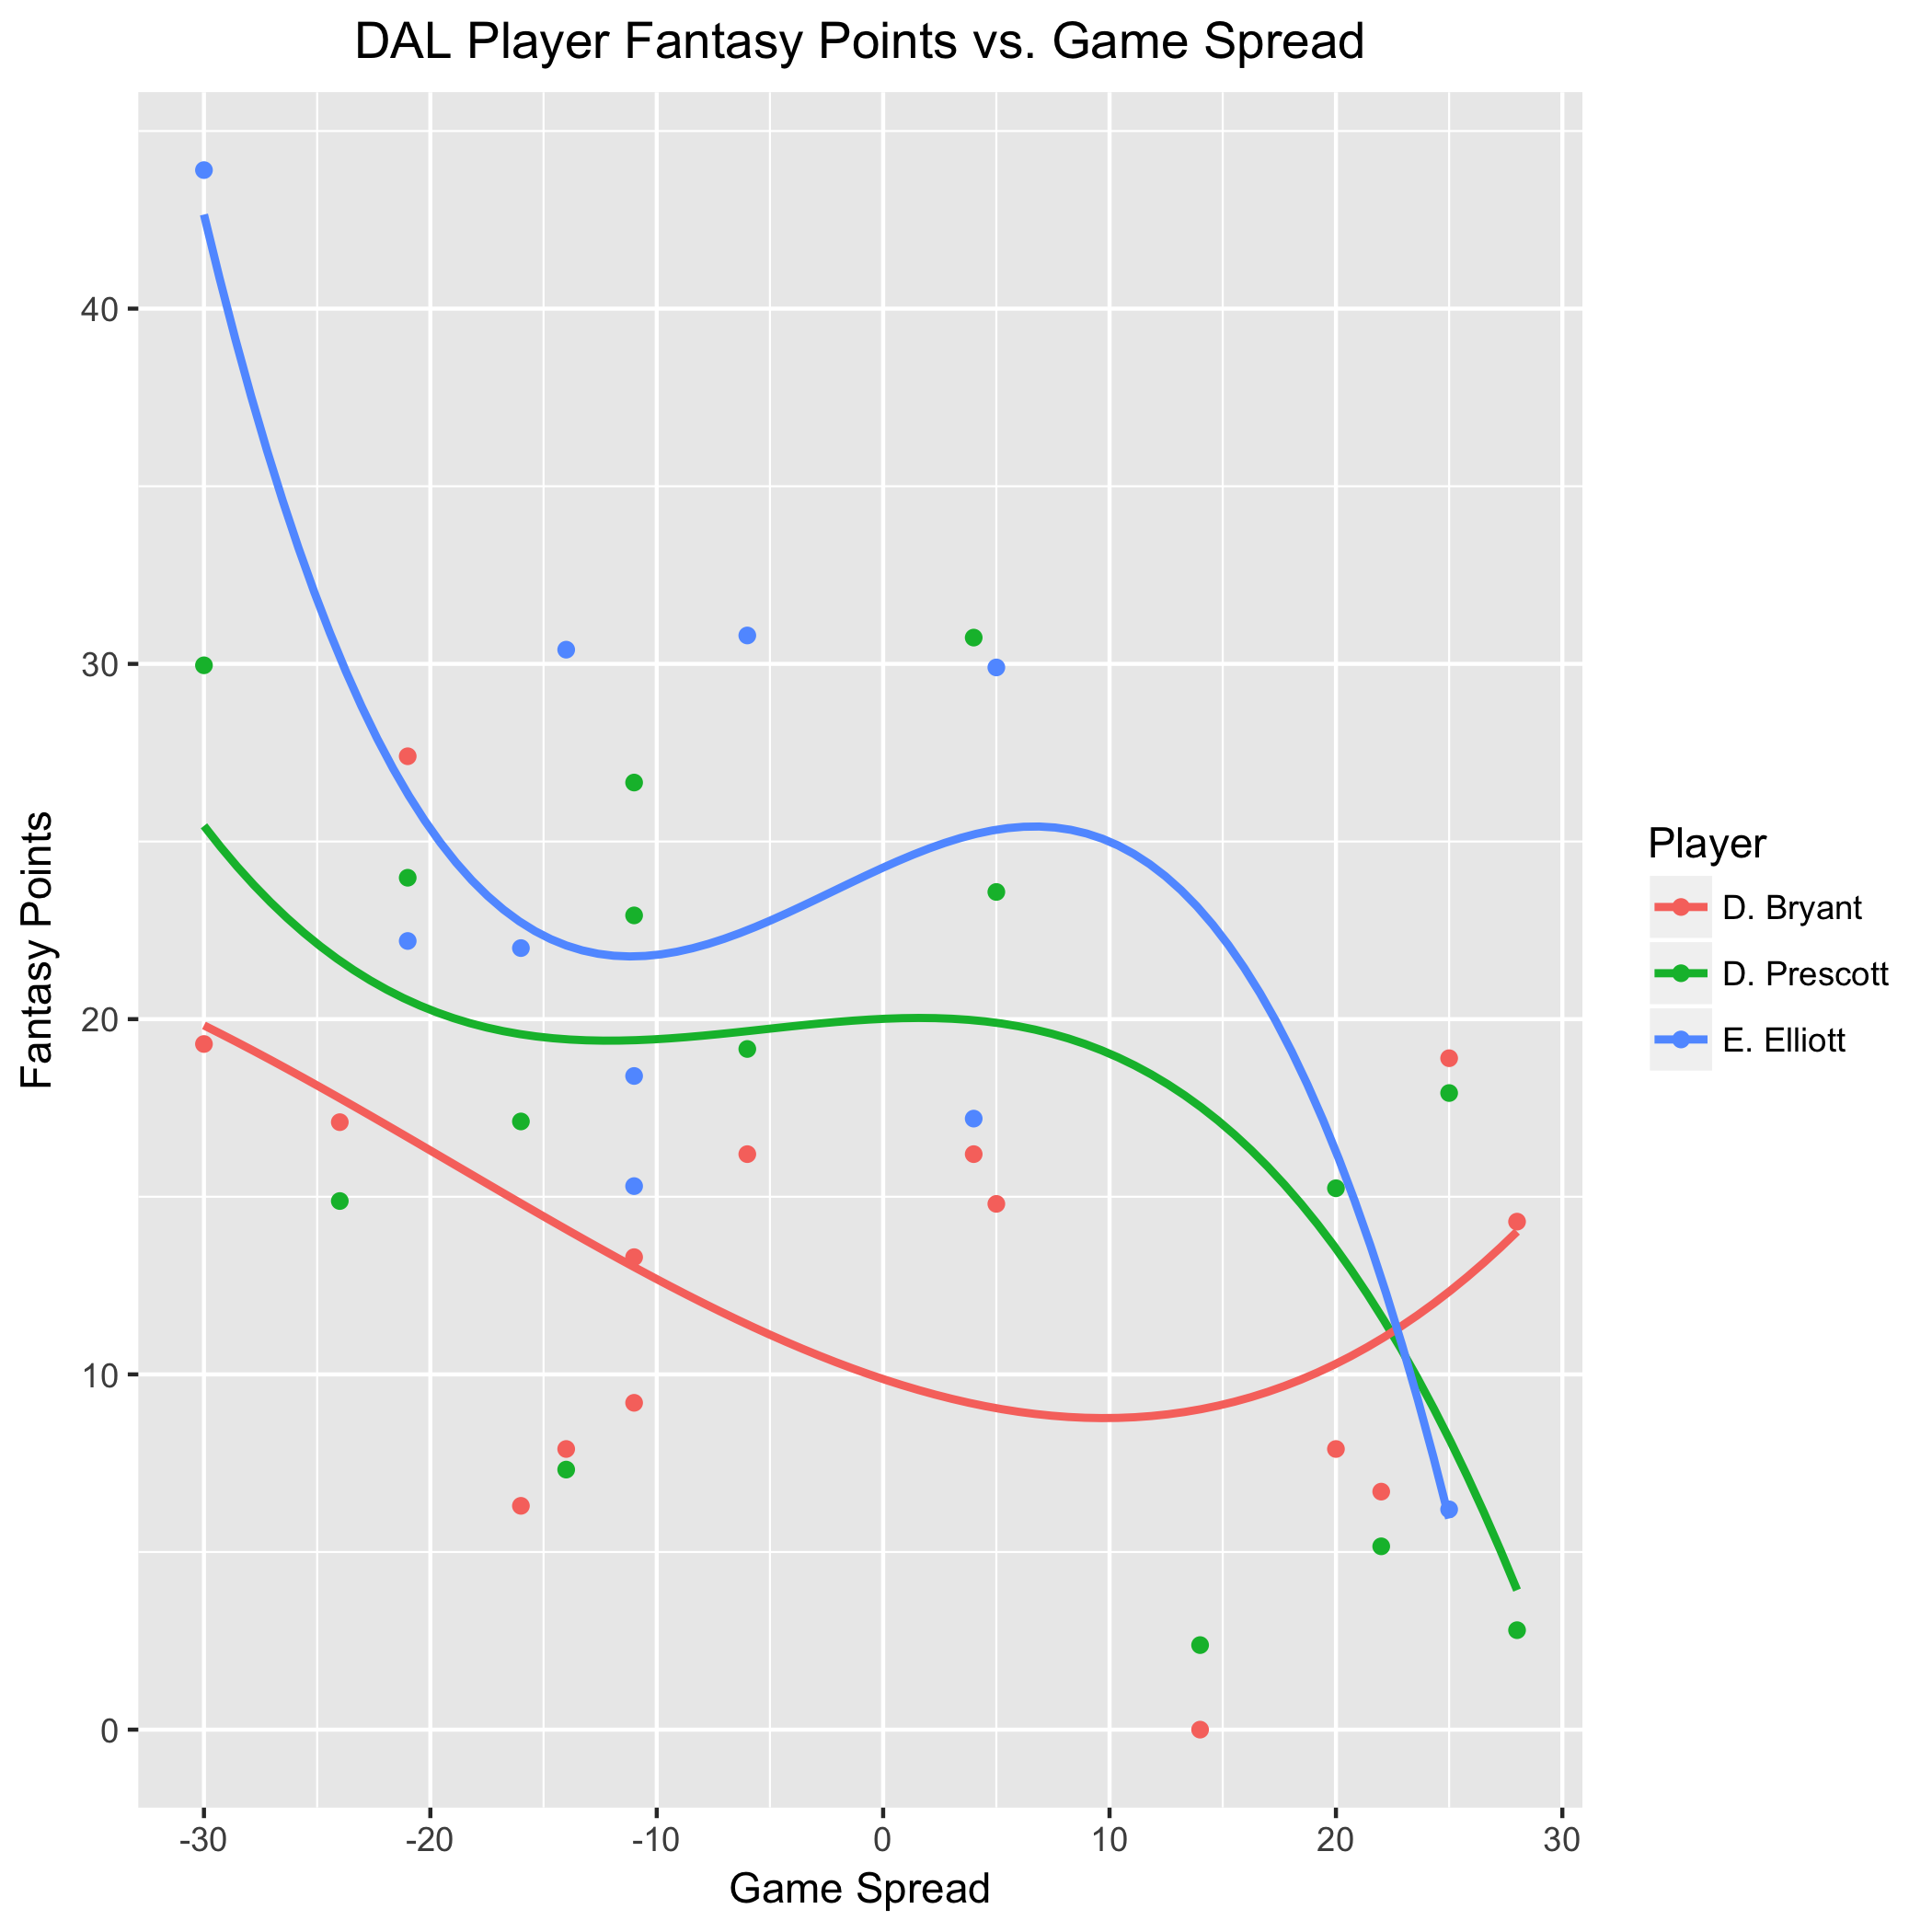 DAL Player Fantasy Points vs. Game Spread
40
30
20
10
0
Fantasy Points
-30 -20 -10 0 10 20 30
Game Spread
Player
D. Bryant
D. Prescott
E. Elliott